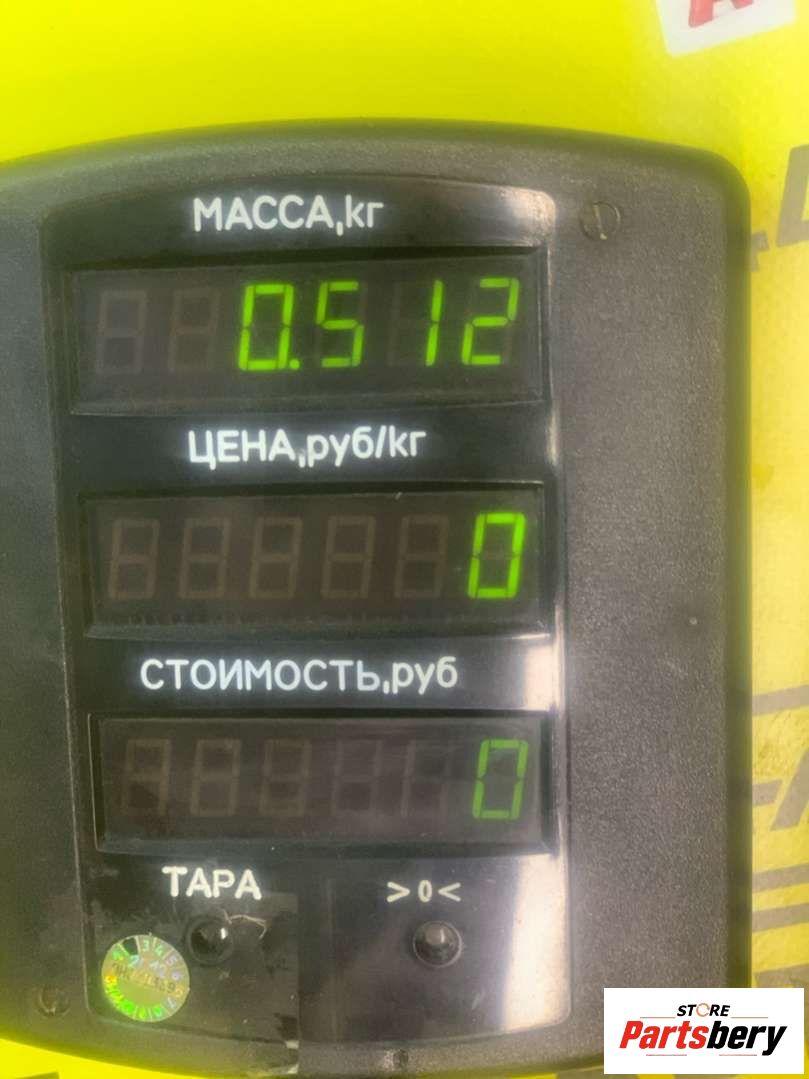 МАССА,кг
0.512
ЦЕНА,руб/кг
0
СТОИМОСТЬ,руб
0
ТАРА >0<
STORE
Partsbery